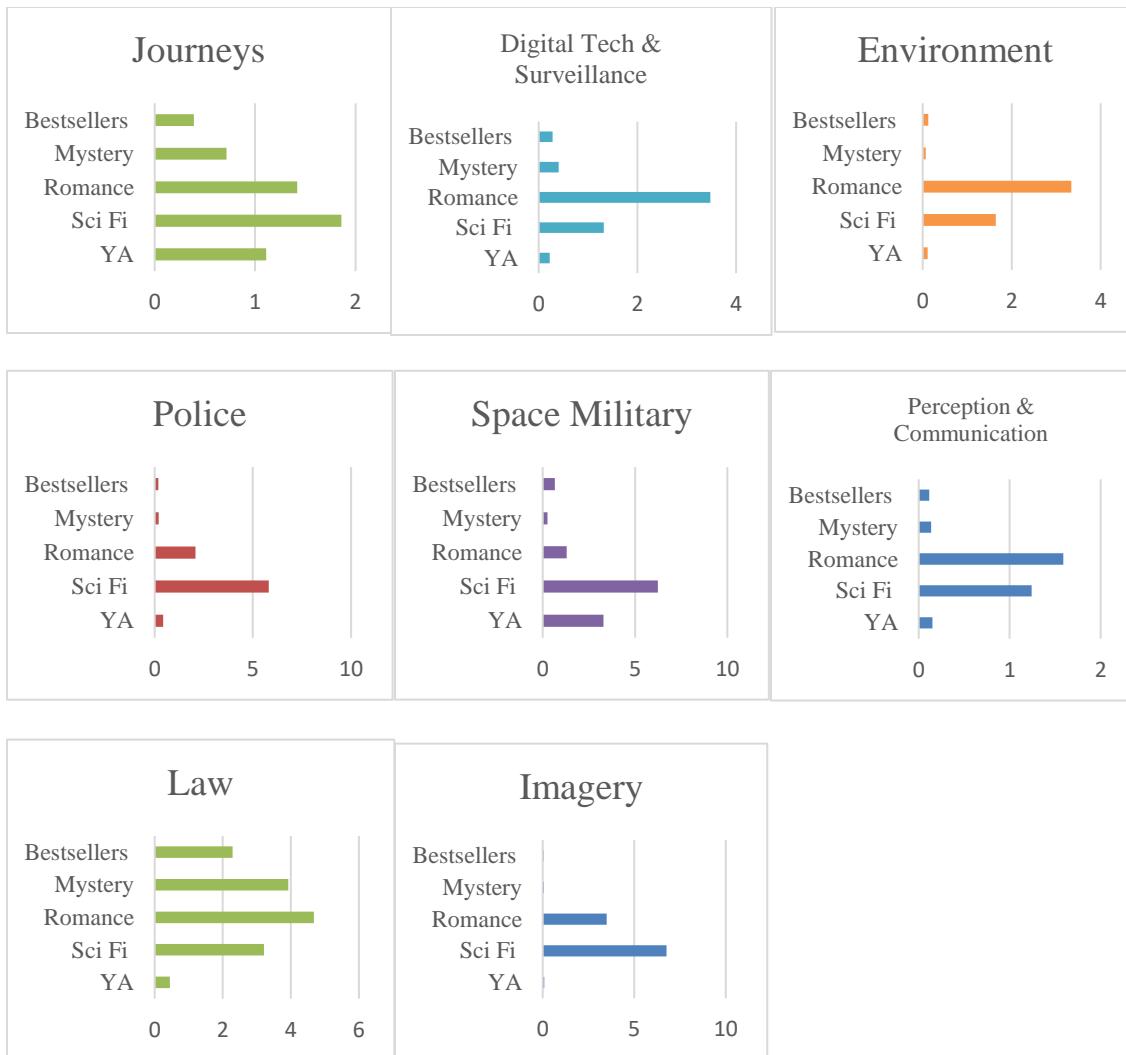 Journeys
Bestsellers
Mystery
Romance
Sci Fi
YA
0 1 2
Digital Tech &
Surveillance
Bestsellers
Mystery
Romance
Sci Fi
YA
0 2 4
Environment
Bestsellers
Mystery
Romance
Sci Fi
YA
0 2 4
Police
Bestsellers
Mystery
Romance
Sci Fi
YA
0 5 10
Space Military
Bestsellers
Mystery
Romance
Sci Fi
YA
0 5 10
Perception &
Communication
Bestsellers
Mystery
Romance
Sci Fi
YA
0 1 2
Law
Bestsellers
Mystery
Romance
Sci Fi
YA
0 2 4 6
Imagery
Bestsellers
Mystery
Romance
Sci Fi
YA
0 5 10